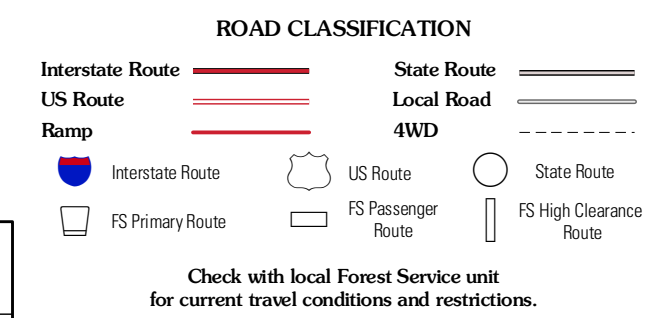 ROAD CLASSIFICATION
Interstate Route
State Route
US Route
Local Road
Ramp
4WD
Interstate Route
US Route
State Route
FS Primary Route
FS Passenger
Route
FS High Clearance
Route
Check with local Forest Service unit
for current travel conditions and restrictions.